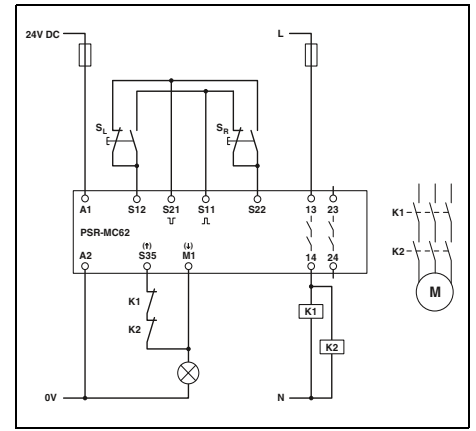 24V DC
L
SL
SR
A1
S12
S21
S11
S22
13
23
PSR-MC62
A2
(↑)
S35
(↓)
M1
14
24
K1
K2
K1
K2
K1
K2
M
0V
N